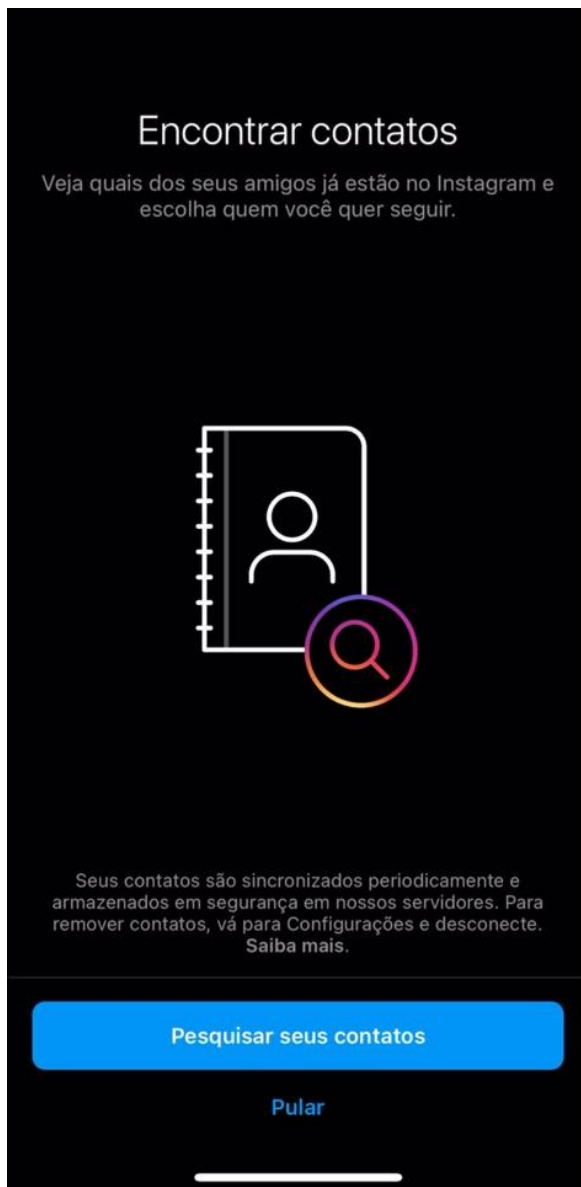 Encontrar contatos
Veja quais dos seus amigos já estão no Instagram e
escolha quem você quer seguir.
Seus contatos são sincronizados periodicamente e
armazenados em segurança em nossos servidores. Para
remover contatos, vá para Configurações e desconecte.
Saiba mais.
Pesquisar seus contatos
Pular